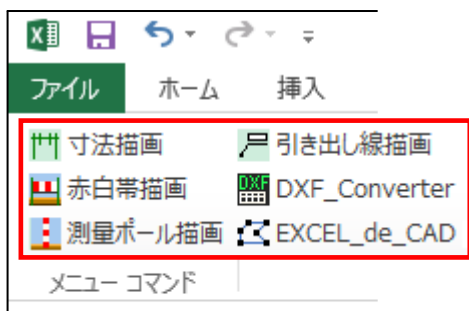 ファイル ホーム 挿入
寸法描画 引き出し線描画
赤白帯描画 DXF_Converter
測量ポール描画 EXCEL_de_CAD
メニュー コマンド